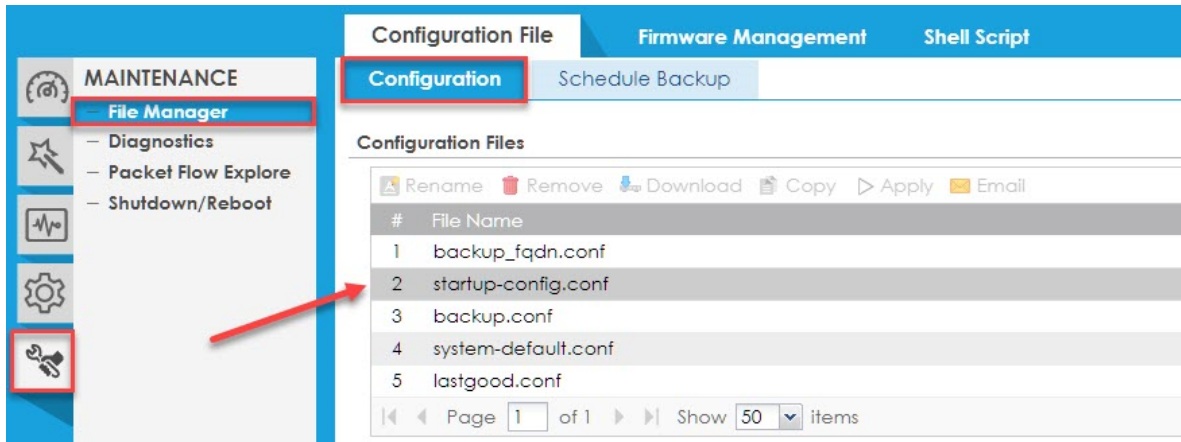 Configuration File Firmware Management Shell Script
MAINTENANCE
Configuration Schedule Backup
– File Manager
– Diagnostics
– Packet Flow Explore
– Shutdown/Reboot
Configuration Files
Rename Remove Download Copy Apply Email
# File Name
1 backup_fqdn.conf
2 startup-config.conf
3 backup.conf
4 system-default.conf
5 lastgood.conf
Page 1 of 1 Show 50 items